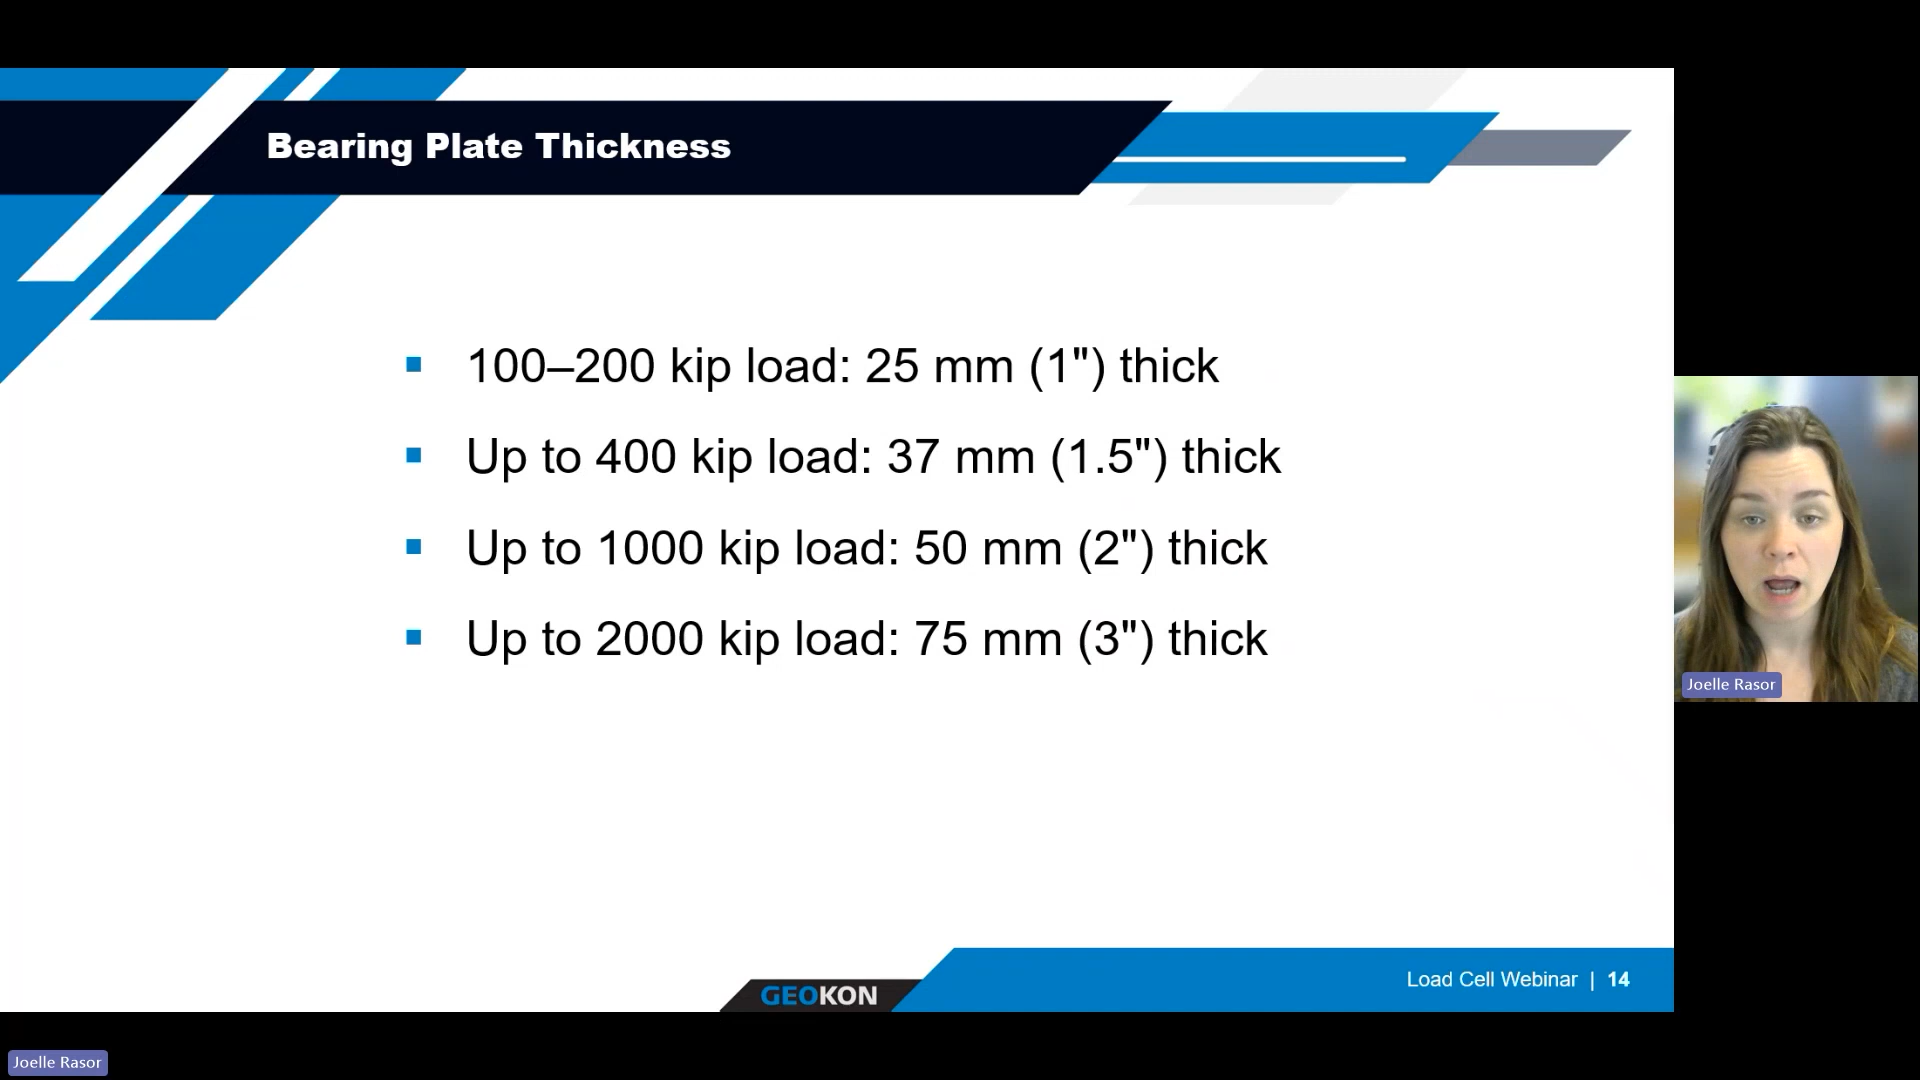 Bearing Plate Thickness
100–200 kip load: 25 mm (1") thick
Up to 400 kip load: 37 mm (1.5") thick
Up to 1000 kip load: 50 mm (2") thick
Up to 2000 kip load: 75 mm (3") thick
Joelle Rasor
Load Cell Webinar | 14
GEOKON
Joelle Rasor